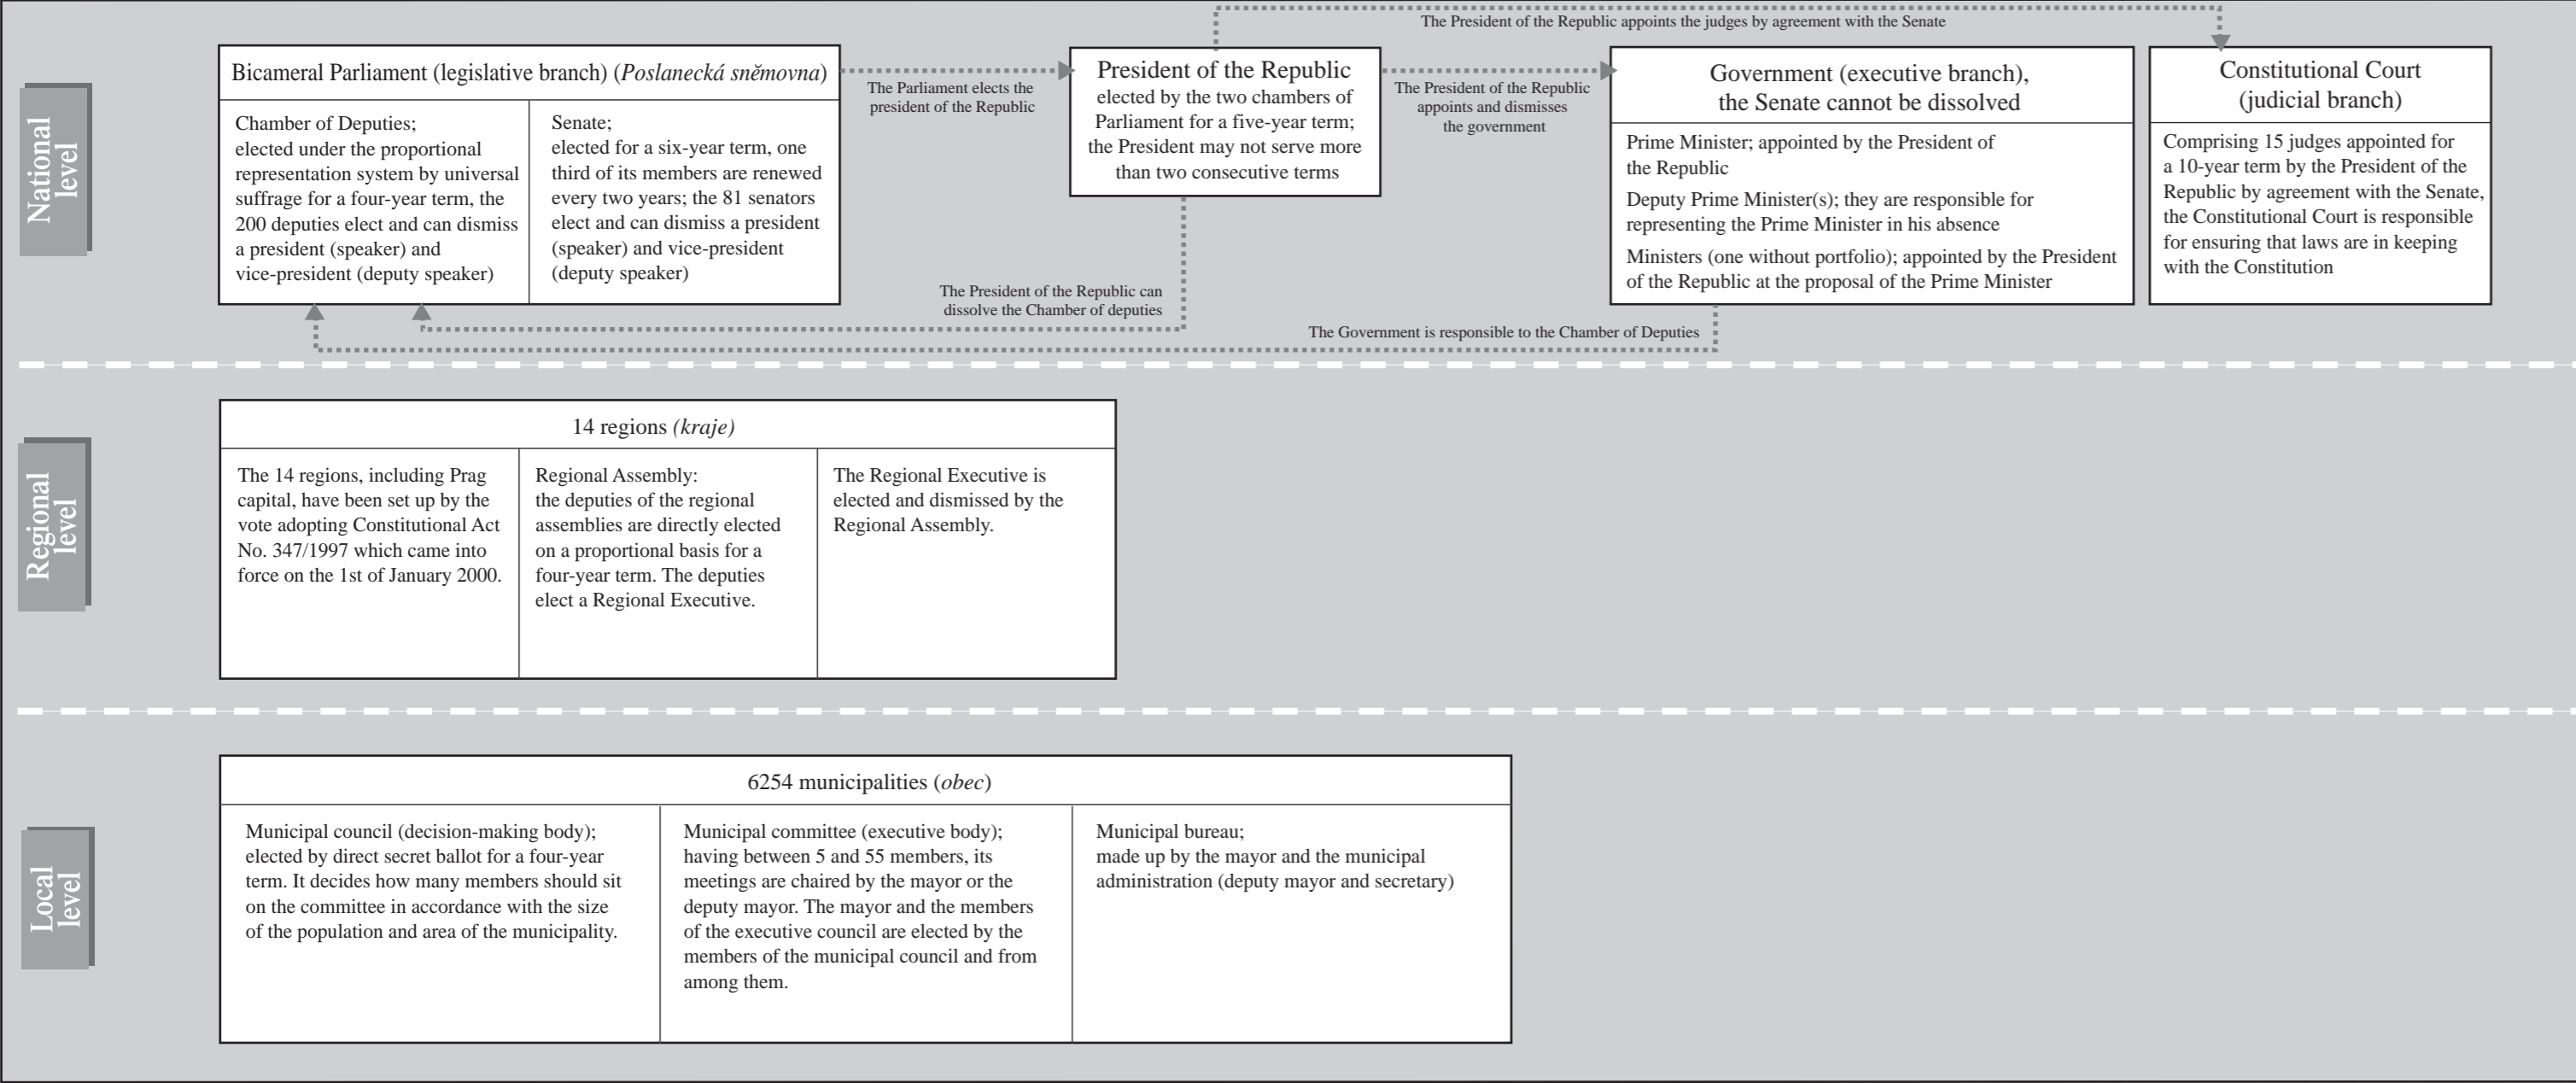 The President of the Republic appoints the judges by agreement with the Senate
National
level
Bicameral Parliament (legislative branch) (Poslanecká sněmovna)
Chamber of Deputies;
elected under the proportional
representation system by universal
suffrage for a four-year term, the
200 deputies elect and can dismiss
a president (speaker) and
vice-president (deputy speaker)
Senate;
elected for a six-year term, one
third of its members are renewed
every two years; the 81 senators
elect and can dismiss a president
(speaker) and vice-president
(deputy speaker)
The Parliament elects the
president of the Republic
President of the Republic
elected by the two chambers of
Parliament for a five-year term;
the President may not serve more
than two consecutive terms
The President of the Republic
appoints and dismisses
the government
Government (executive branch),
the Senate cannot be dissolved
Prime Minister; appointed by the President of
the Republic
Deputy Prime Minister(s); they are responsible for
representing the Prime Minister in his absence
Ministers (one without portfolio); appointed by the President
of the Republic at the proposal of the Prime Minister
Constitutional Court
(judicial branch)
Comprising 15 judges appointed for
a 10-year term by the President of the
Republic by agreement with the Senate,
the Constitutional Court is responsible
for ensuring that laws are in keeping
with the Constitution
The President of the Republic can
dissolve the Chamber of deputies
The Government is responsible to the Chamber of Deputies
Regional
level
14 regions (kraje)
The 14 regions, including Prag
capital, have been set up by the
vote adopting Constitutional Act
No. 347/1997 which came into
force on the 1st of January 2000.
Regional Assembly:
the deputies of the regional
assemblies are directly elected
on a proportional basis for a
four-year term. The deputies
elect a Regional Executive.
The Regional Executive is
elected and dismissed by the
Regional Assembly.
Local
level
6254 municipalities (obec)
Municipal council (decision-making body);
elected by direct secret ballot for a four-year
term. It decides how many members should sit
on the committee in accordance with the size
of the population and area of the municipality.
Municipal committee (executive body);
having between 5 and 55 members, its
meetings are chaired by the mayor or the
deputy mayor. The mayor and the members
of the executive council are elected by the
members of the municipal council and from
among them.
Municipal bureau;
made up by the mayor and the municipal
administration (deputy mayor and secretary)